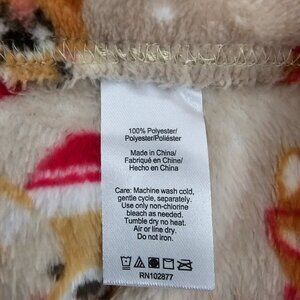 100% Polyester/
Polyester/Poliéster
Made in China/
Fabriqué en Chine/
Hecho en China
Care: Machine wash cold,
gentle cycle, separately.
Use only non-chlorine
bleach as needed.
Tumble dry no heat.
Air or line dry.
Do not iron.
RN102877